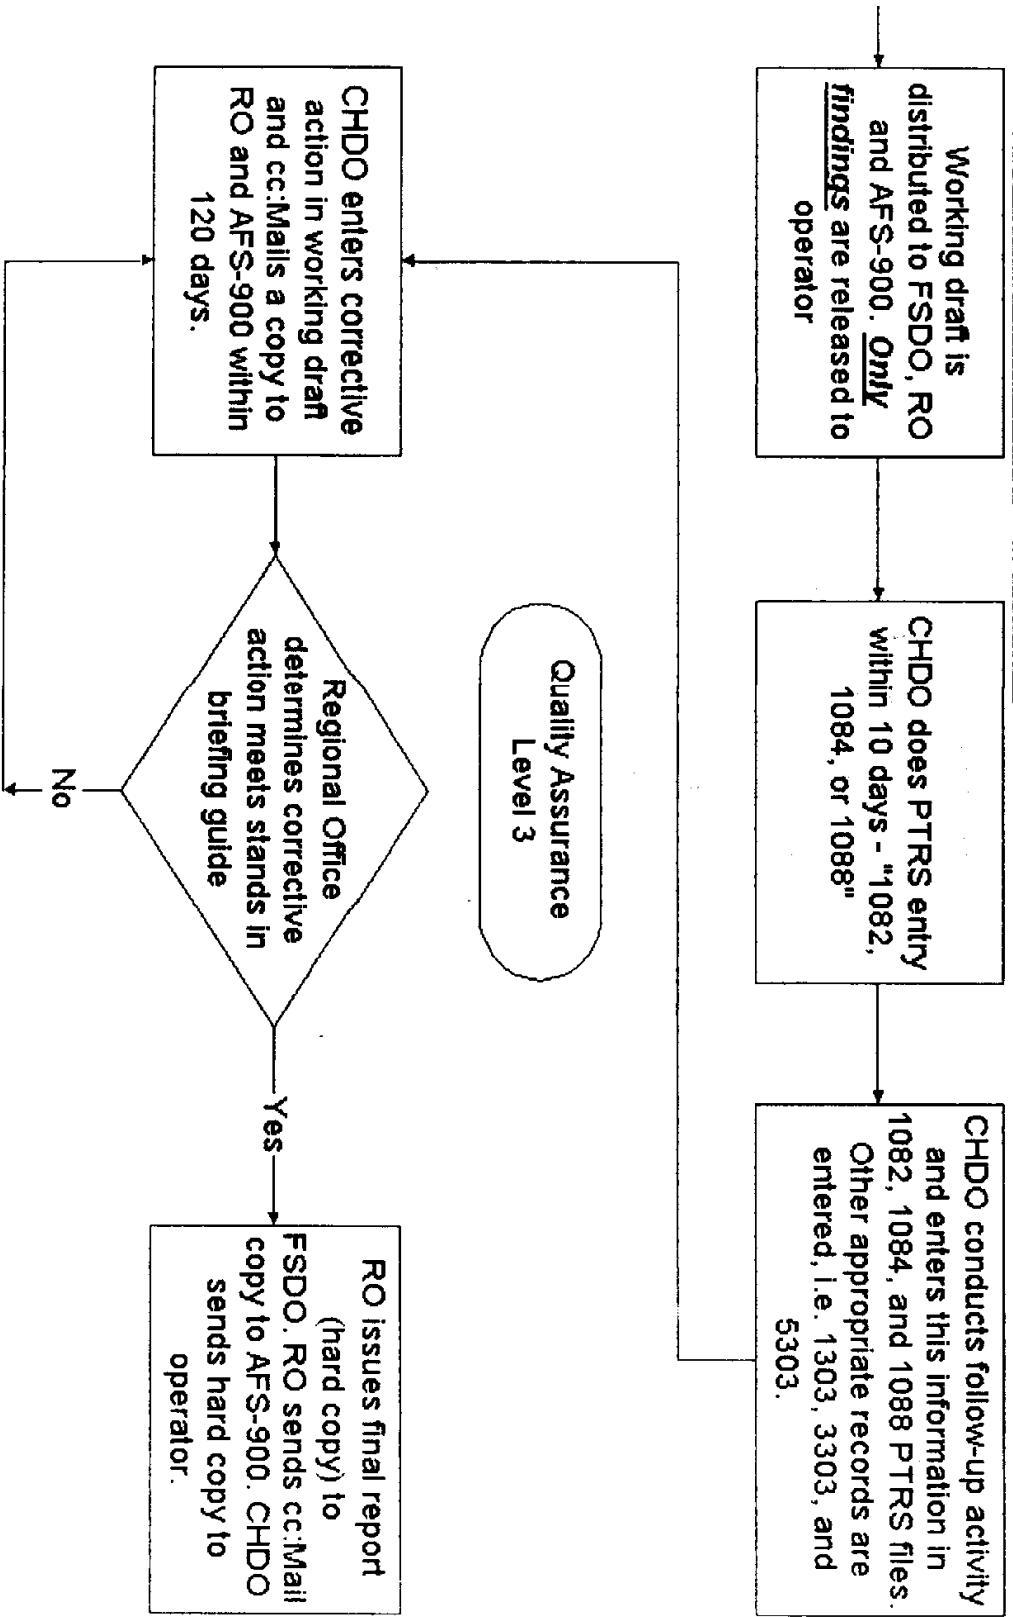 Working draft is
distributed to FSDO, RO
and AFS-900. Only
findings are released to
operator
CHDO does PTRS entry
within 10 days - "1082,
1084, or 1088"
CHDO conducts follow-up activity
and enters this information in
1082, 1084, and 1088 PTRS files.
Other appropriate records are
entered, i.e. 1303, 3303, and
5303.
Quality Assurance
Level 3
CHDO enters corrective
action in working draft
and cc:Mails a copy to
RO and AFS-900 within
120 days.
Regional Office
determines corrective
action meets stands in
briefing guide
No
Yes
RO issues final report
(hard copy) to
FSDO. RO sends cc:Mail
copy to AFS-900. CHDO
sends hard copy to
operator.